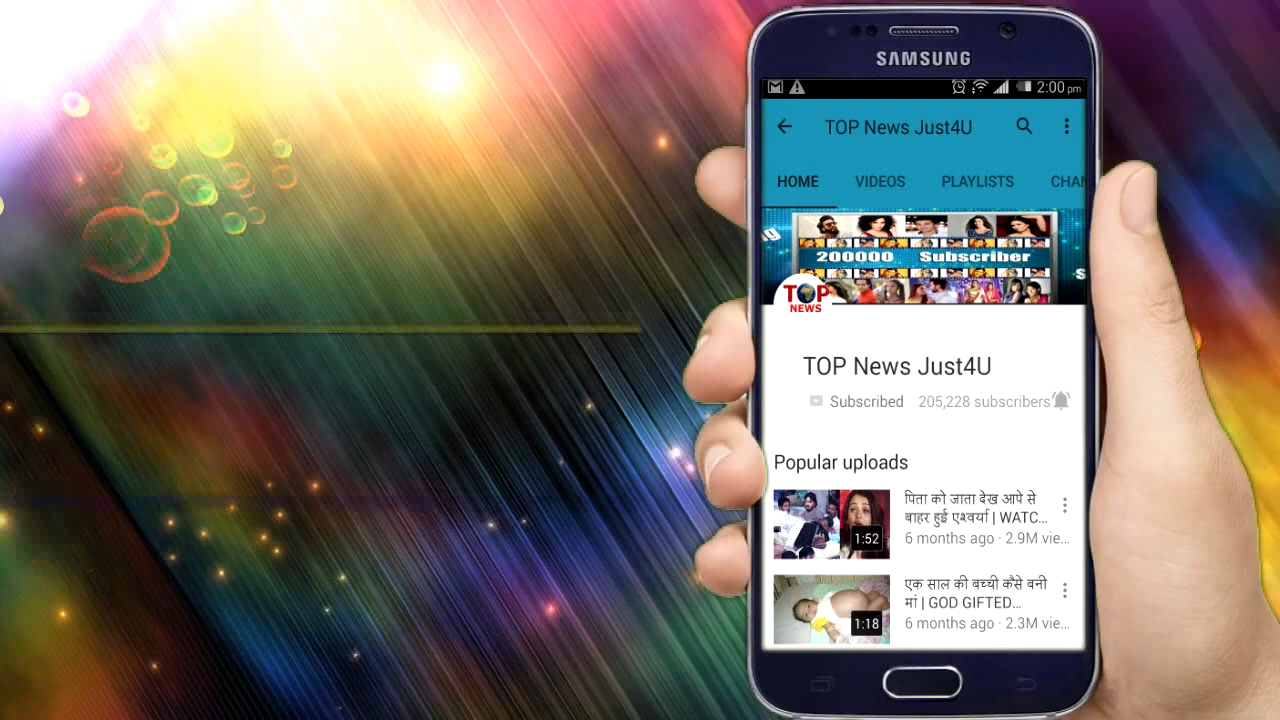 SAMSUNG
2:00 pm
TOP News Just4U
HOME VIDEOS PLAYLISTS CHAN
200000 Subscriber
TOP
NEWS
TOP News Just4U
Subscribed 205,228 subscribers
Popular uploads
पिता को जाता देख आपे से
बाहर हुई एश्वर्या | WATC...
1:52
6 months ago · 2.9M vie...
एक साल की बच्ची कैसे बनी
मां | GOD GIFTED...
1:18
6 months ago · 2.3M vie...